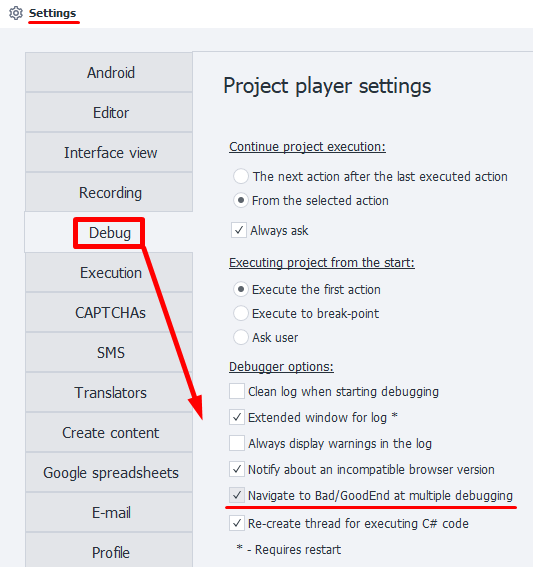 Settings
Android
Editor
Interface view
Recording
Debug
Execution
CAPTCHAs
SMS
Translators
Create content
Google spreadsheets
E-mail
Profile
Project player settings
Continue project execution:
The next action after the last executed action
From the selected action
Always ask
Executing project from the start:
Execute the first action
Execute to break-point
Ask user
Debugger options:
Clean log when starting debugging
Extended window for log *
Always display warnings in the log
Notify about an incompatible browser version
Navigate to Bad/GoodEnd at multiple debugging
Re-create thread for executing C# code
* - Requires restart